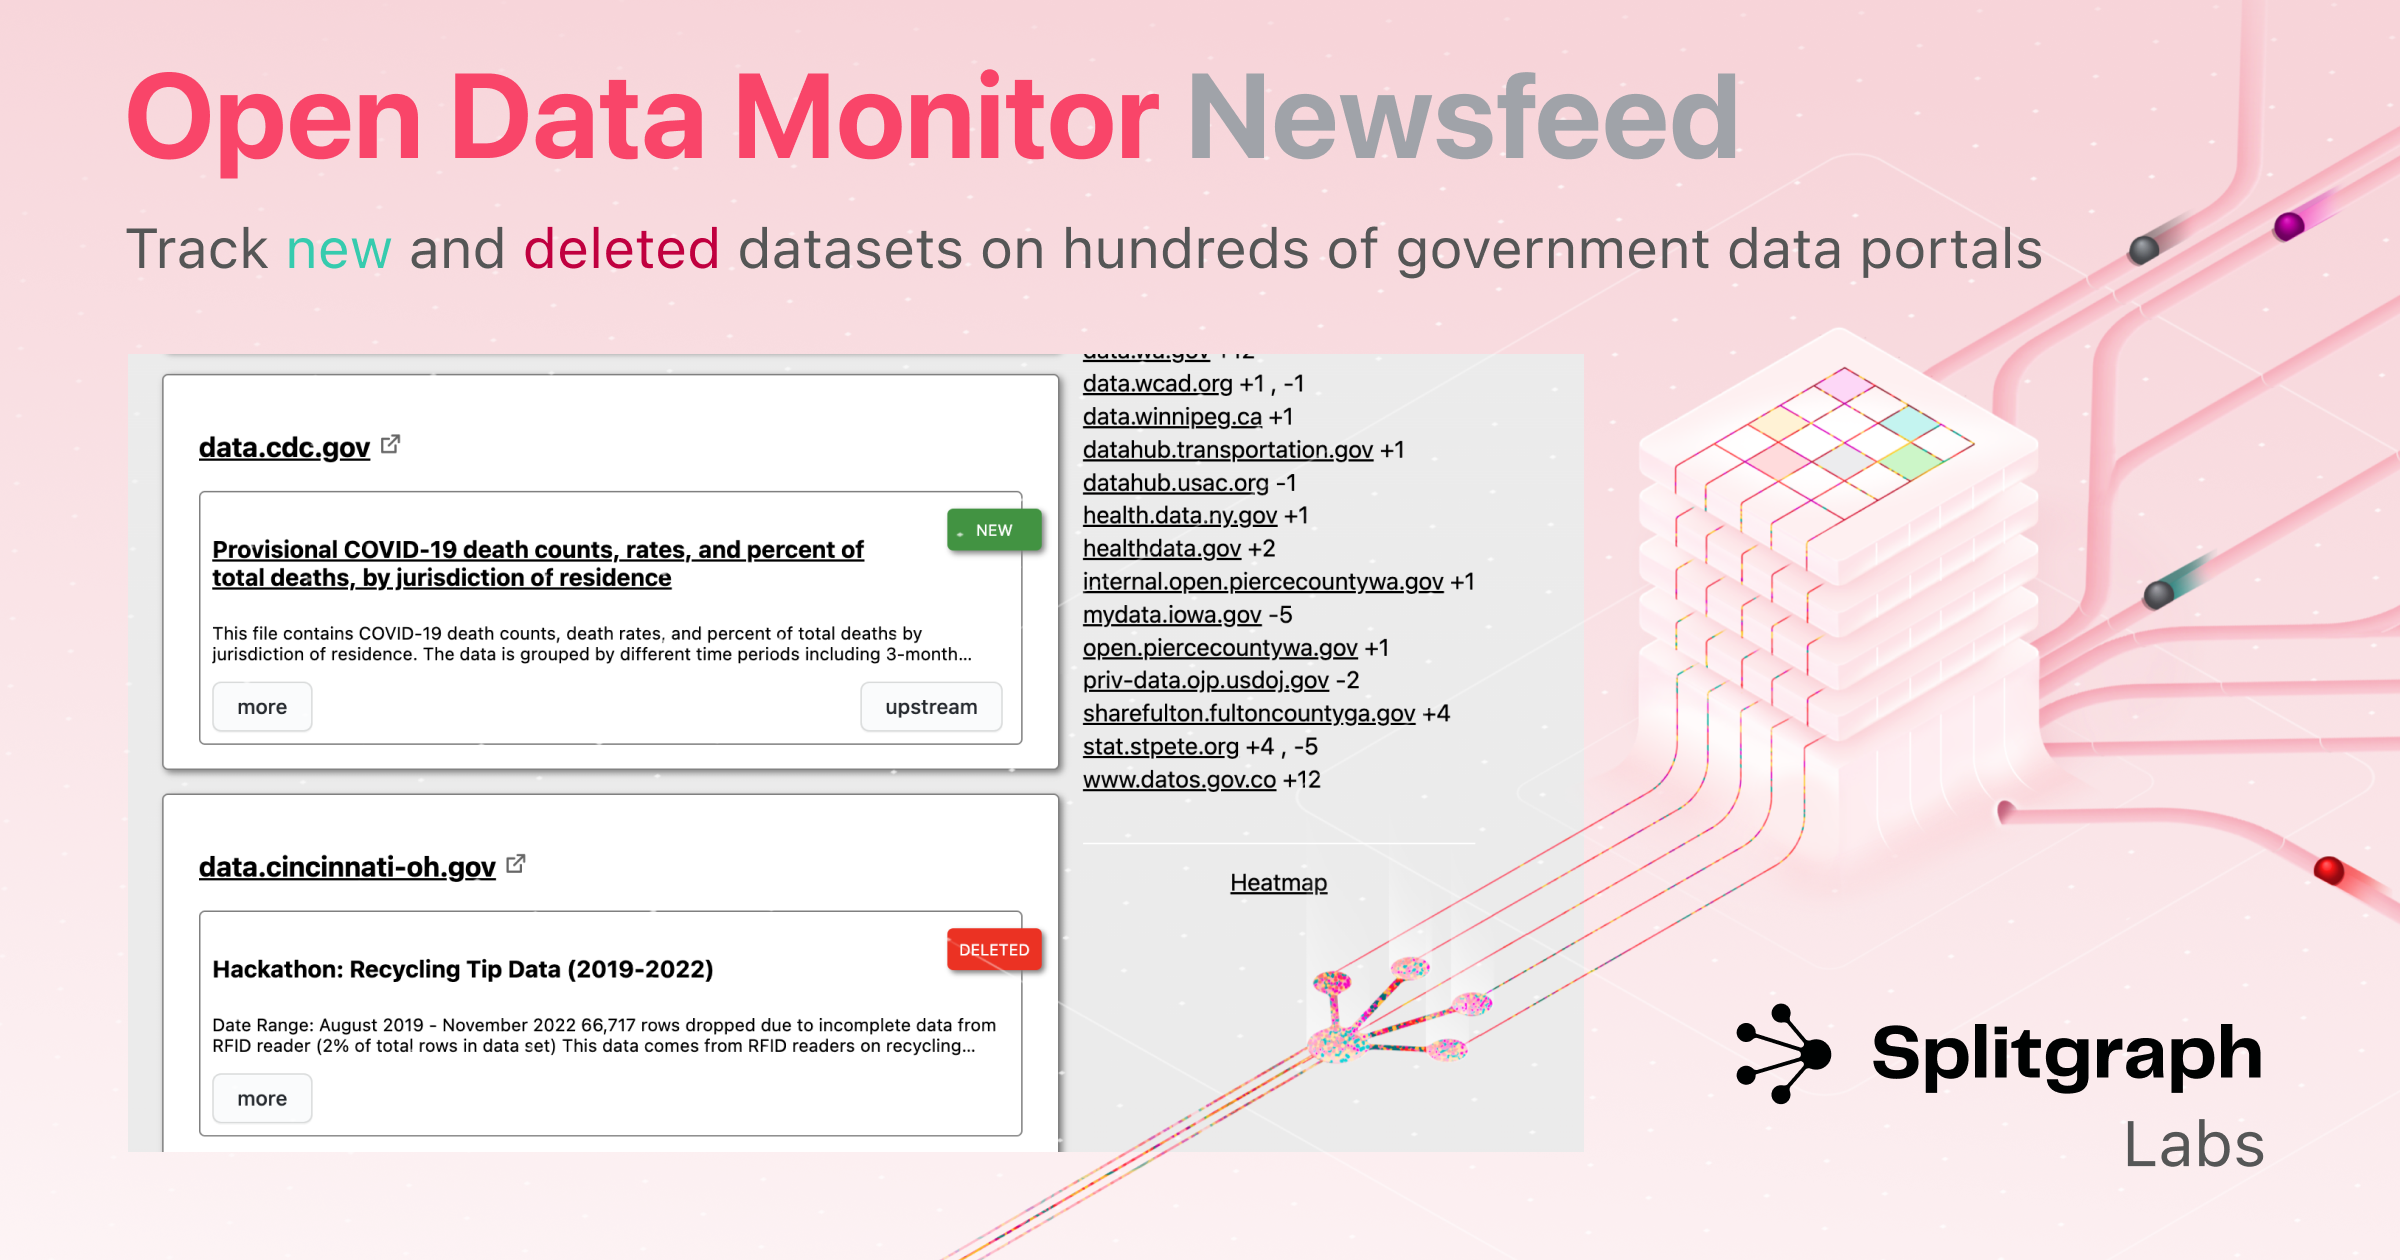 Open Data Monitor Newsfeed
Track new and deleted datasets on hundreds of government data portals
data.cdc.gov
NEW
Provisional COVID-19 death counts, rates, and percent of
total deaths, by jurisdiction of residence
This file contains COVID-19 death counts, death rates, and percent of total deaths by
jurisdiction of residence. The data is grouped by different time periods including 3-month...
more
upstream
data.cincinnati-oh.gov
DELETED
Hackathon: Recycling Tip Data (2019-2022)
Date Range: August 2019 - November 2022 66,717 rows dropped due to incomplete data from
RFID reader (2% of total rows in data set) This data comes from RFID readers on recycling...
more
data.wa.gov +12
data.wcad.org +1 , -1
data.winnipeg.ca +1
datahub.transportation.gov +1
datahub.usac.org -1
health.data.ny.gov +1
healthdata.gov +2
internal.open.piercecountywa.gov +1
mydata.iowa.gov -5
open.piercecountywa.gov +1
priv-data.ojp.usdoj.gov -2
sharefulton.fultoncountyga.gov +4
stat.stpete.org +4 , -5
www.datos.gov.co +12
Heatmap
Splitgraph
Labs